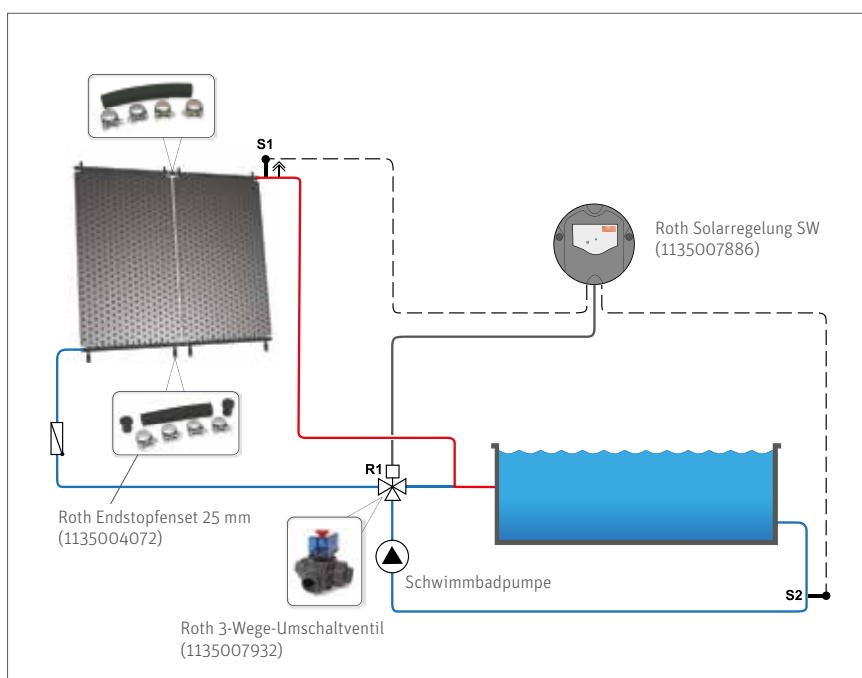 S1
Roth Solarregelung SW
(1135007886)
R1
Roth Endstopfenset 25 mm
(1135004072)
Schwimmbadpumpe
S2
Roth 3-Wege-Umschaltventil
(1135007932)